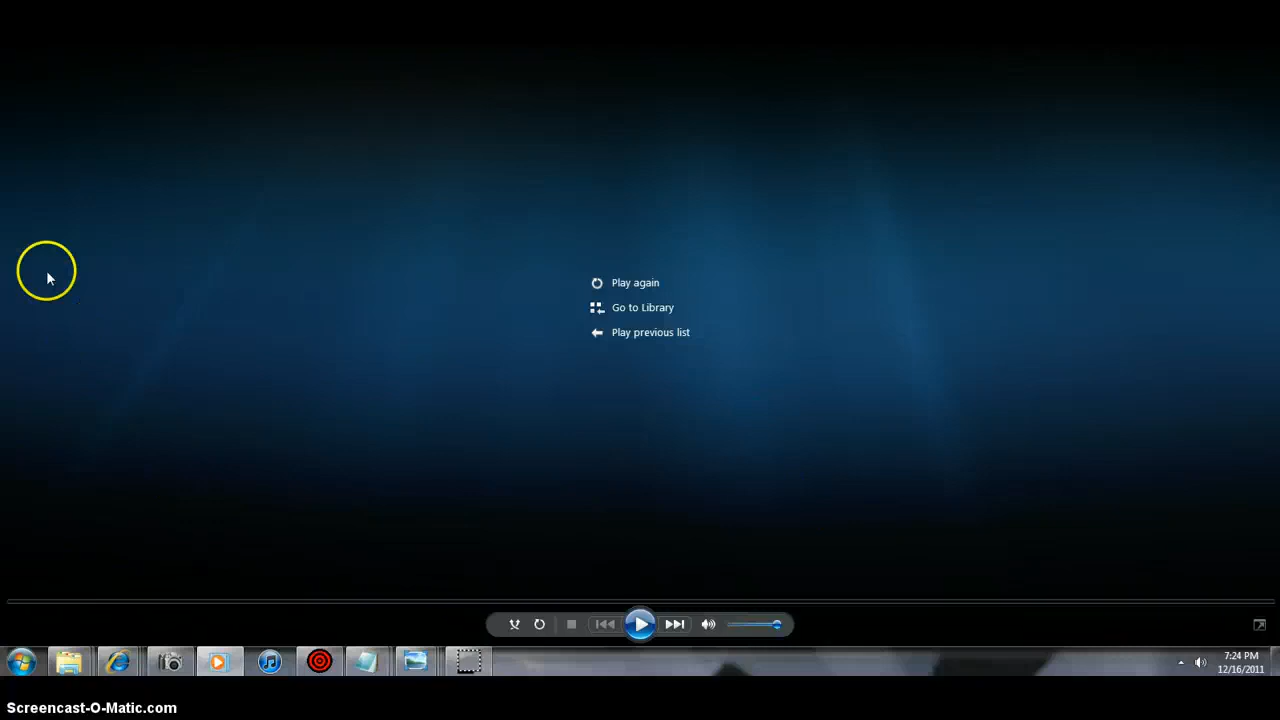 Play again
Go to Library
Play previous list
7:24 PM
12/16/2011
Screencast-O-Matic.com